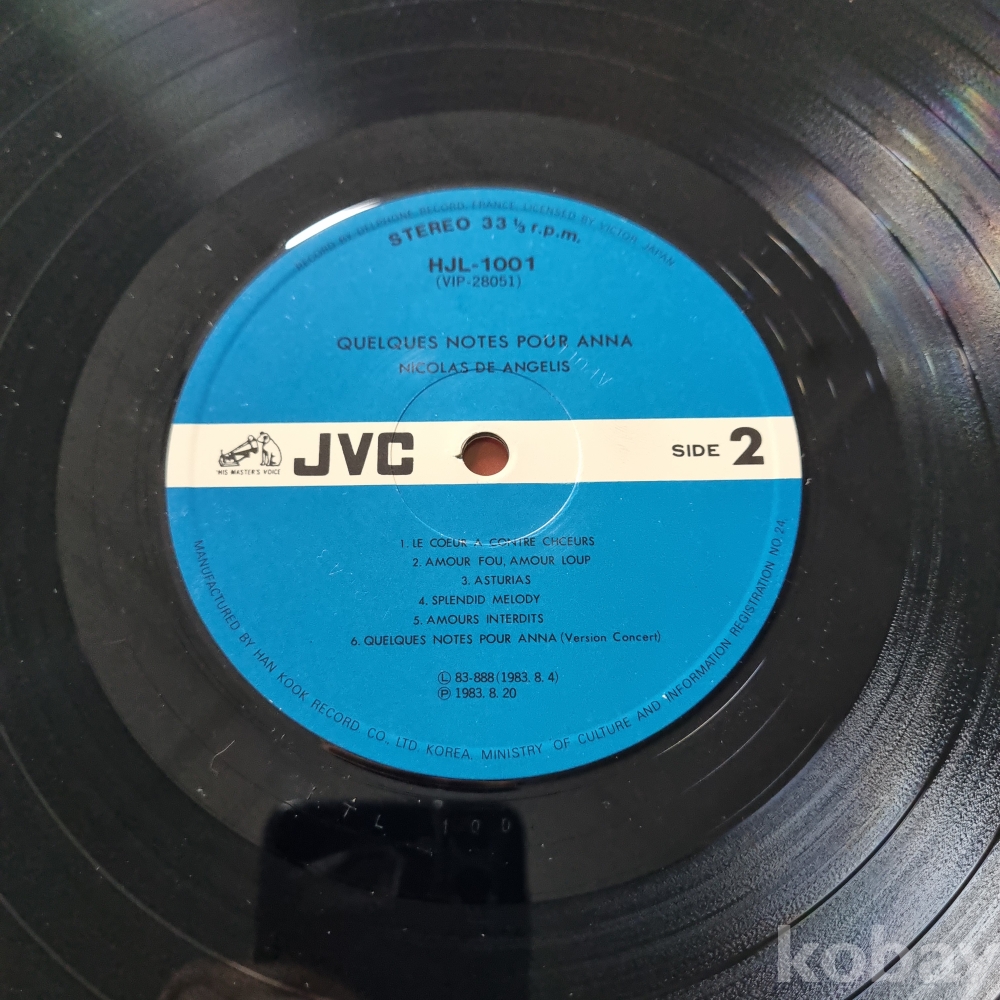 RECORD BY DELPHONE RECORD, FRANCE LICENSED BY VICTOR, JAPAN
STEREO 33 1/3 r.p.m.
HJL-1001
(VIP-28051)
QUELQUES NOTES POUR ANNA
NICOLAS DE ANGELIS
"HIS MASTER'S VOICE"
JVC
SIDE 2
1. LE COEUR A CONTRE CHCEURS
2. AMOUR FOU, AMOUR LOUP
3. ASTURIAS
4. SPLENDID MELODY
5. AMOURS INTERDITS
6. QUELQUES NOTES POUR ANNA (Version Concert)
Ⓛ 83-888 (1983. 8. 4)
Ⓟ 1983. 8. 20
MANUFACTURED BY HAN KOOK RECORD CO., LTD. KOREA. MINISTRY OF CULTURE AND INFORMATION REGISTRATION NO. 24
kobay